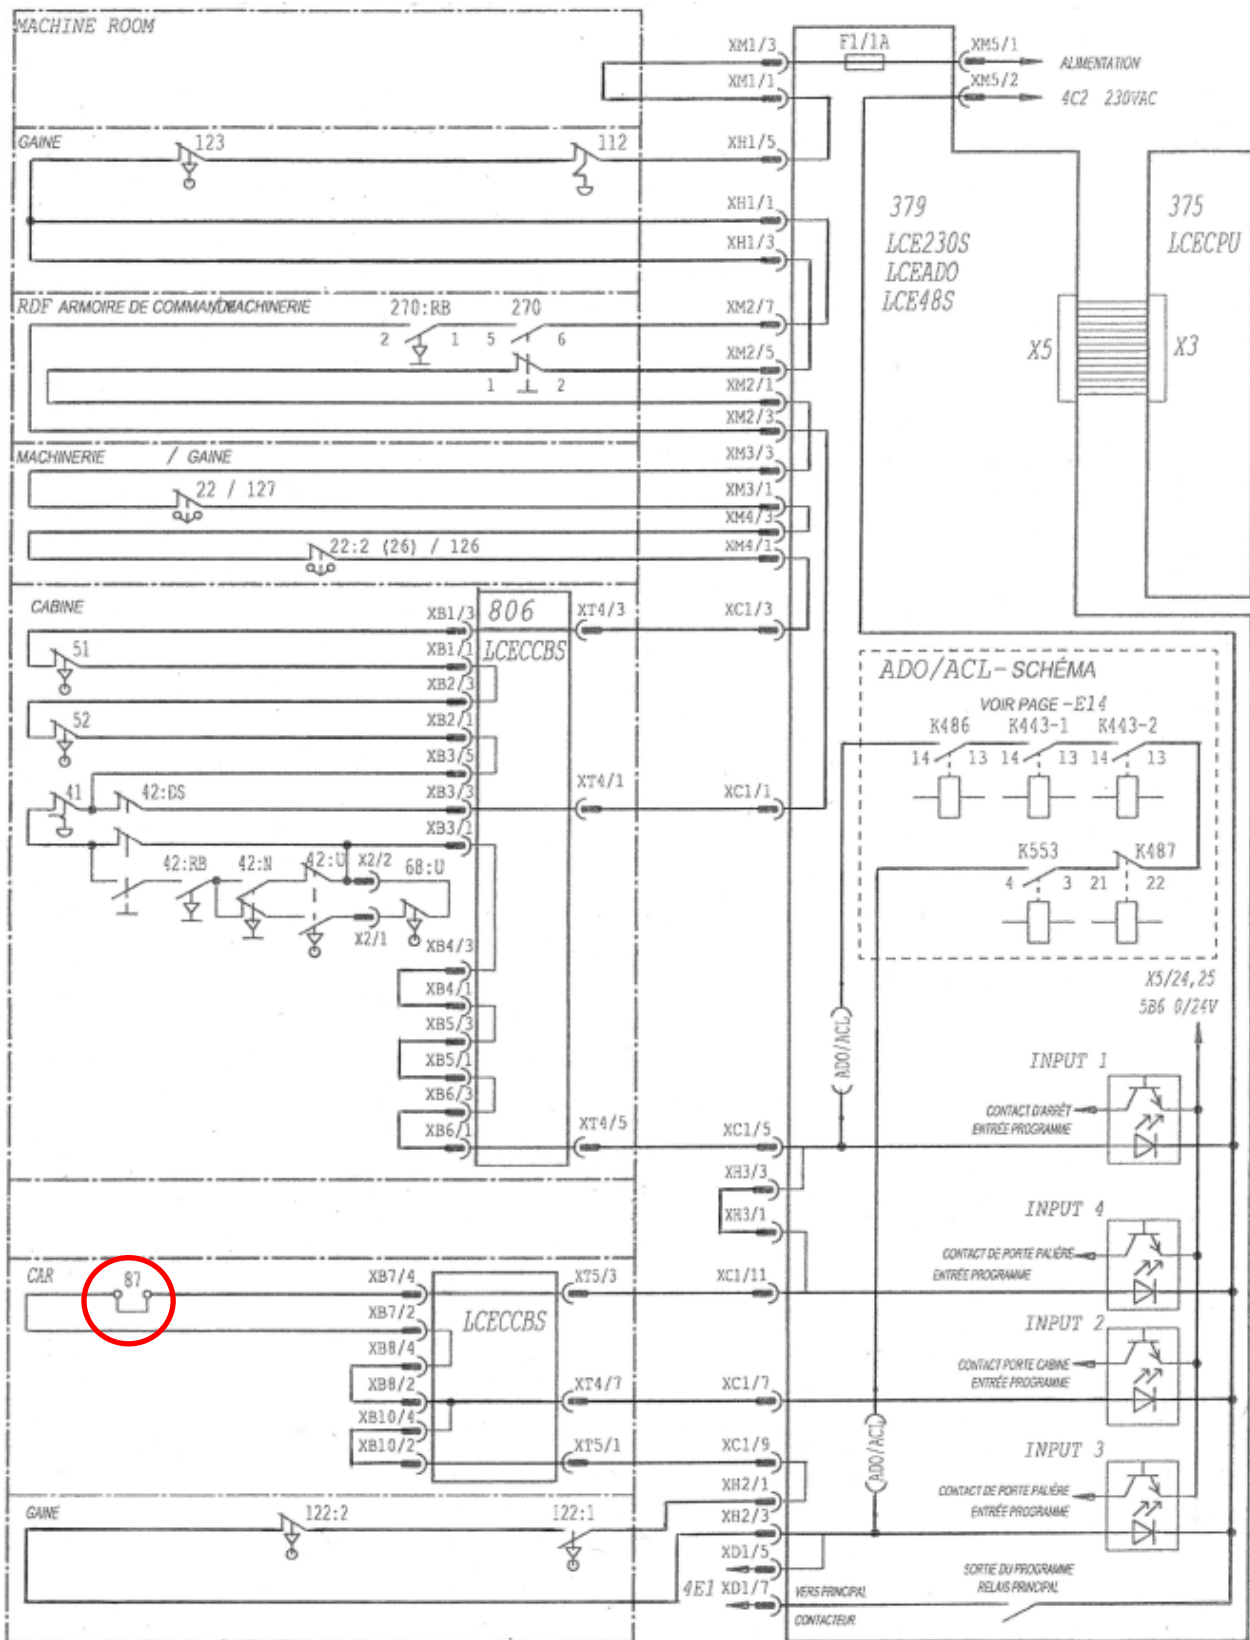 MACHINE ROOM
XM1/3
F1/1A
XM5/1
ALIMENTATION
XM1/1
XM5/2
4C2 230VAC
GAINE
123
112
XH1/5
XH1/1
379
375
LCE230S
LCECPU
XH1/3
LCEADO
LCE48S
RDF ARMOIRE DE COMMANDE/MACHINERIE
270:RB
270
XM2/7
2
1
5
6
X5
X3
XM2/5
1
2
XM2/1
XM2/3
MACHINERIE / GAINE
XM3/3
22 / 127
XM3/1
XM4/3
22:2 (26) / 126
XM4/1
CABINE
XB1/3
806
XT4/3
XC1/3
LCECCBS
51
XB1/1
XB2/3
ADO/ACL-SCHÉMA
VOIR PAGE -E14
52
XB2/1
K486
K443-1
K443-2
14
13
14
13
14
13
XB3/5
XT4/1
XC1/1
41
42:DS
XB3/3
XB3/1
42:RB
42:N
42:U
X2/2
68:U
K553
K487
4
3
21
22
X2/1
XB4/3
XB4/1
X5/24,25
5B6 0/24V
XB5/3
ADO/ACL
XB5/1
INPUT 1
XB6/3
CONTACT D'ARRÊT
ENTRÉE PROGRAMME
XB6/1
XT4/5
XC1/5
XH3/3
XH3/1
INPUT 4
CONTACT DE PORTE PALIÈRE
ENTRÉE PROGRAMME
CAR
87
XB7/4
XT5/3
XC1/11
XB7/2
LCECCBS
INPUT 2
XB8/4
CONTACT PORTE CABINE
ENTRÉE PROGRAMME
XB8/2
XT4/7
XC1/7
XB10/4
ADO/ACL
XB10/2
XT5/1
XC1/9
INPUT 3
XH2/1
CONTACT DE PORTE PALIÈRE
ENTRÉE PROGRAMME
GAINE
122:2
122:1
XH2/3
XD1/5
SORTIE DU PROGRAMME
RELAIS PRINCIPAL
4E1 XD1/7
VERS PRINCIPAL
CONTACTEUR